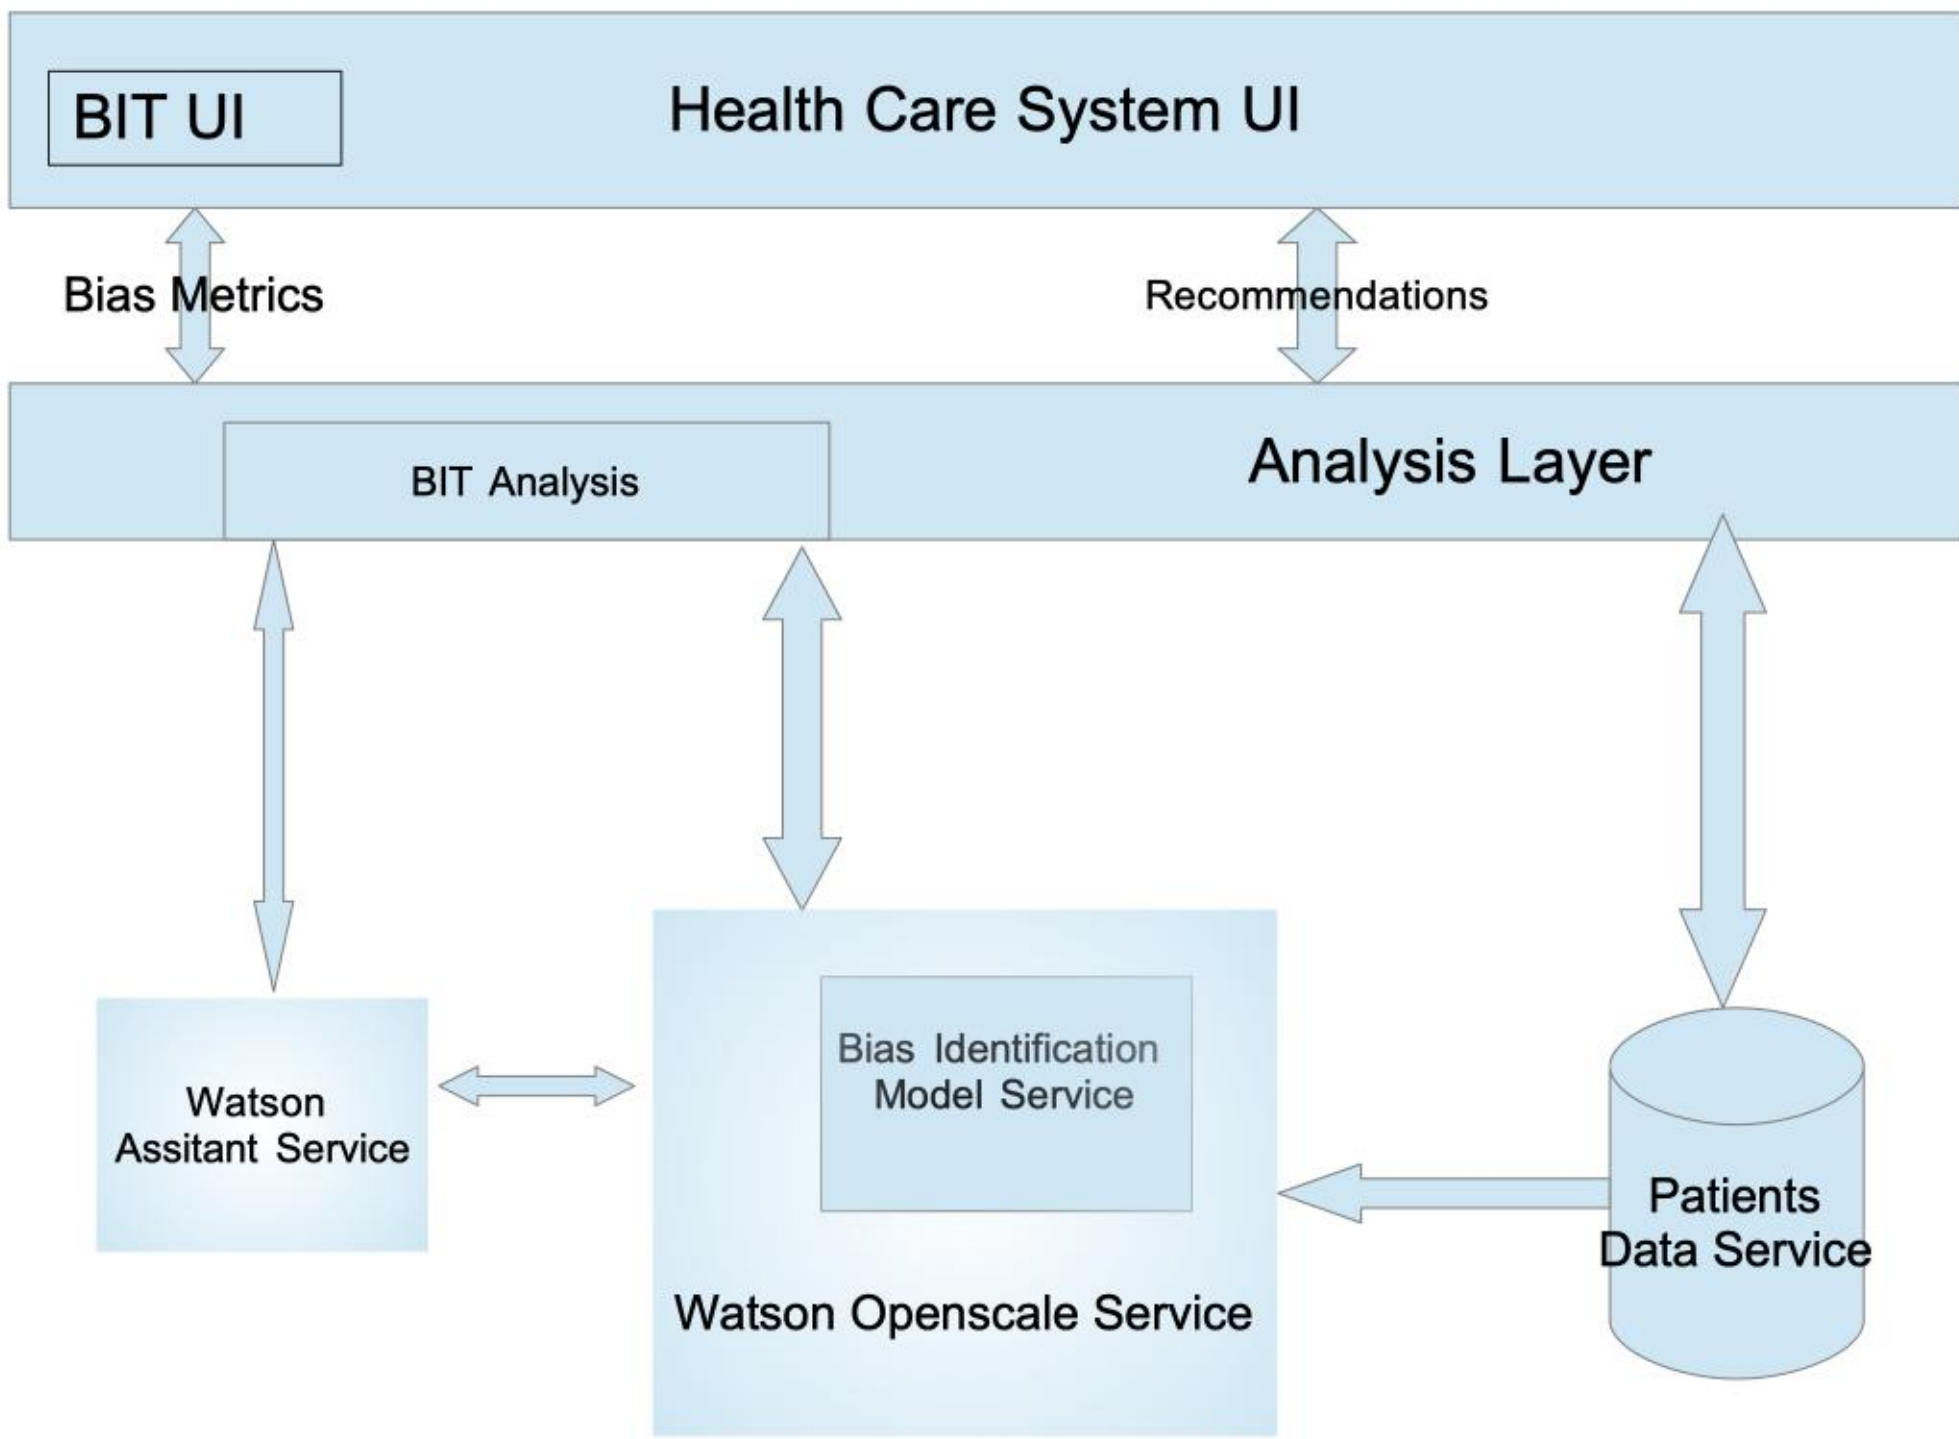 BIT UI
Health Care System UI
Bias Metrics
Recommendations
BIT Analysis
Analysis Layer
Bias Identification
Model Service
Watson
Assitant Service
Patients
Data Service
Watson Openscale Service